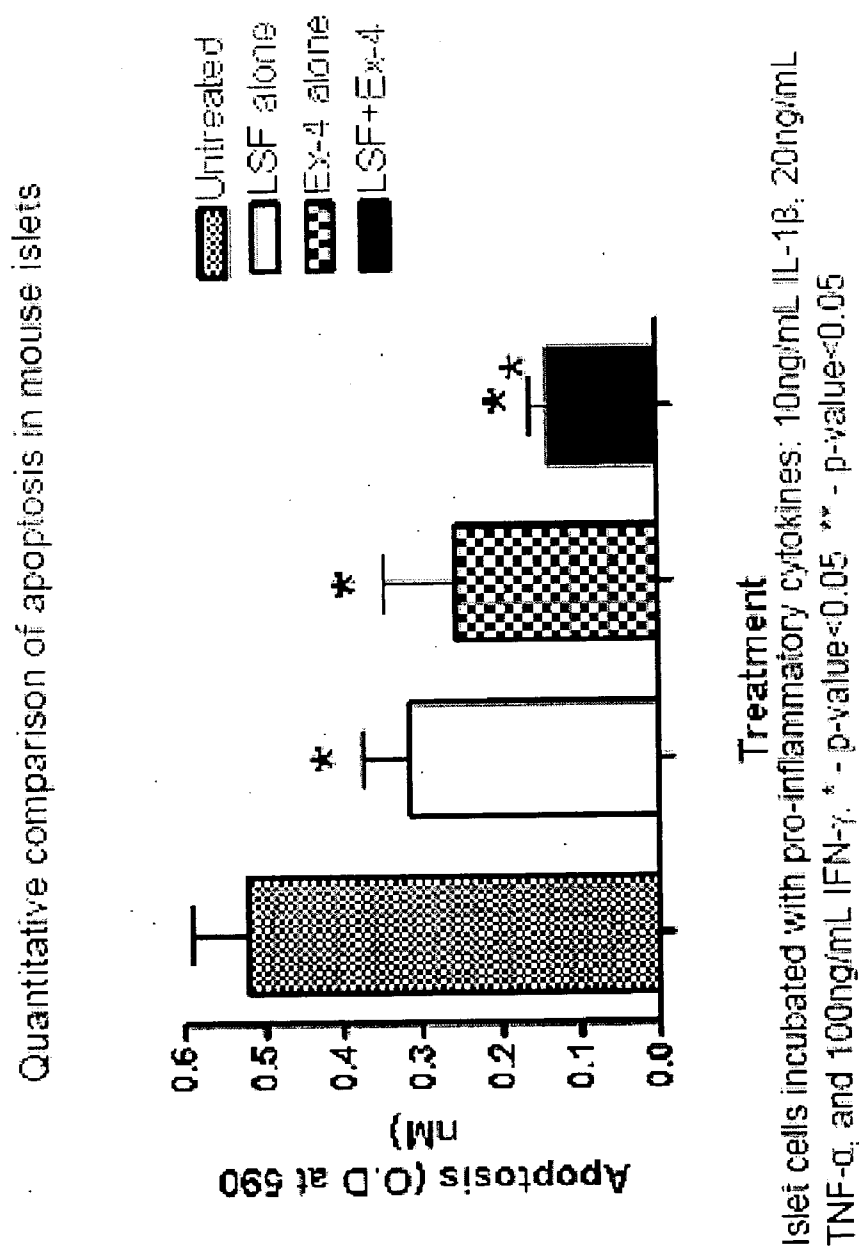 Quantitative comparison of apoptosis in mouse islets
Untreated
LSF alone
Ex-4 alone
LSF+Ex-4
Apoptosis (O.D at 590
nM)
0.6
0.5
0.4
0.3
0.2
0.1
0.0
*
*
* *
Treatment
Islet cells incubated with pro-inflammatory cytokines: 10ng/mL IL-1β, 20ng/mL
TNF-α, and 100ng/mL IFN-γ. * - p-value<0.05 ** - p-value<0.05